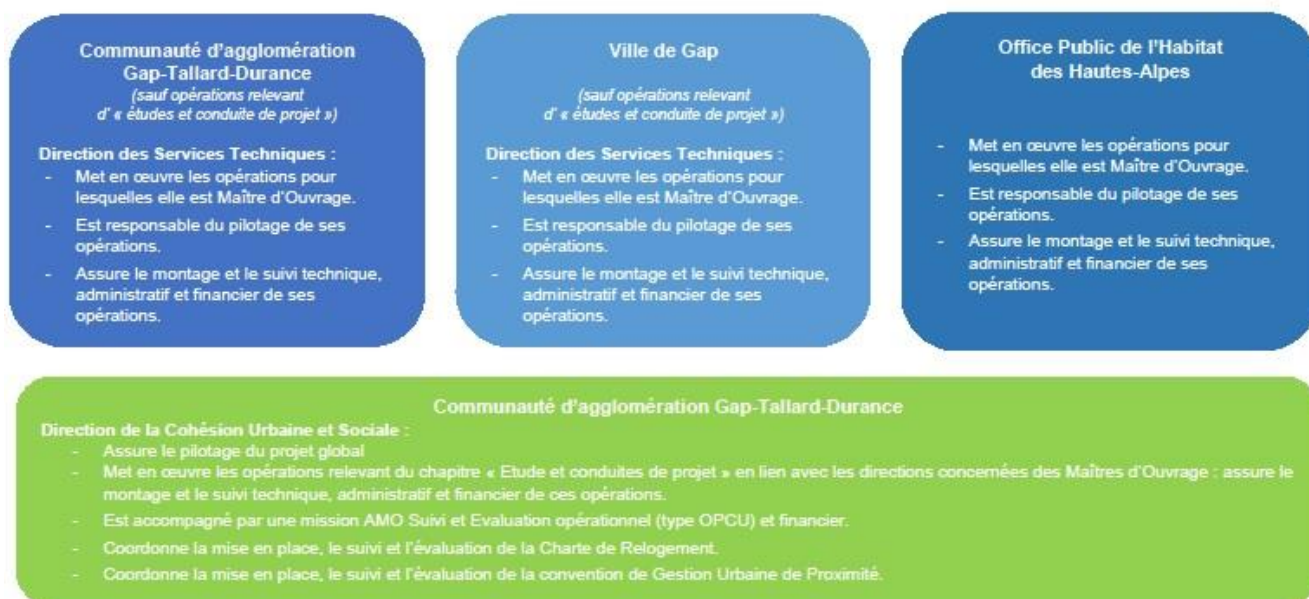 Communauté d'agglomération
Gap-Tallard-Durance
(sauf opérations relevant
d' « études et conduite de projet »)
Direction des Services Techniques :
- Met en œuvre les opérations pour
lesquelles elle est Maître d'Ouvrage.
- Est responsable du pilotage de ses
opérations.
- Assure le montage et le suivi technique,
administratif et financier de ses
opérations.
Ville de Gap
(sauf opérations relevant
d' « études et conduite de projet »)
Direction des Services Techniques :
- Met en œuvre les opérations pour
lesquelles elle est Maître d'Ouvrage.
- Est responsable du pilotage de ses
opérations.
- Assure le montage et le suivi technique,
administratif et financier de ses
opérations.
Office Public de l'Habitat
des Hautes-Alpes
- Met en œuvre les opérations pour
lesquelles elle est Maître d'Ouvrage.
- Est responsable du pilotage de ses
opérations.
- Assure le montage et le suivi technique,
administratif et financier de ses
opérations.
Communauté d'agglomération Gap-Tallard-Durance
Direction de la Cohésion Urbaine et Sociale :
- Assure le pilotage du projet global
- Met en œuvre les opérations relevant du chapitre « Etude et conduites de projet » en lien avec les directions concernées des Maîtres d'Ouvrage : assure le
montage et le suivi technique, administratif et financier de ces opérations.
- Est accompagné par une mission AMO Suivi et Evaluation opérationnel (type OPCU) et financier.
- Coordonne la mise en place, le suivi et l'évaluation de la Charte de Relogement.
- Coordonne la mise en place, le suivi et l'évaluation de la convention de Gestion Urbaine de Proximité.